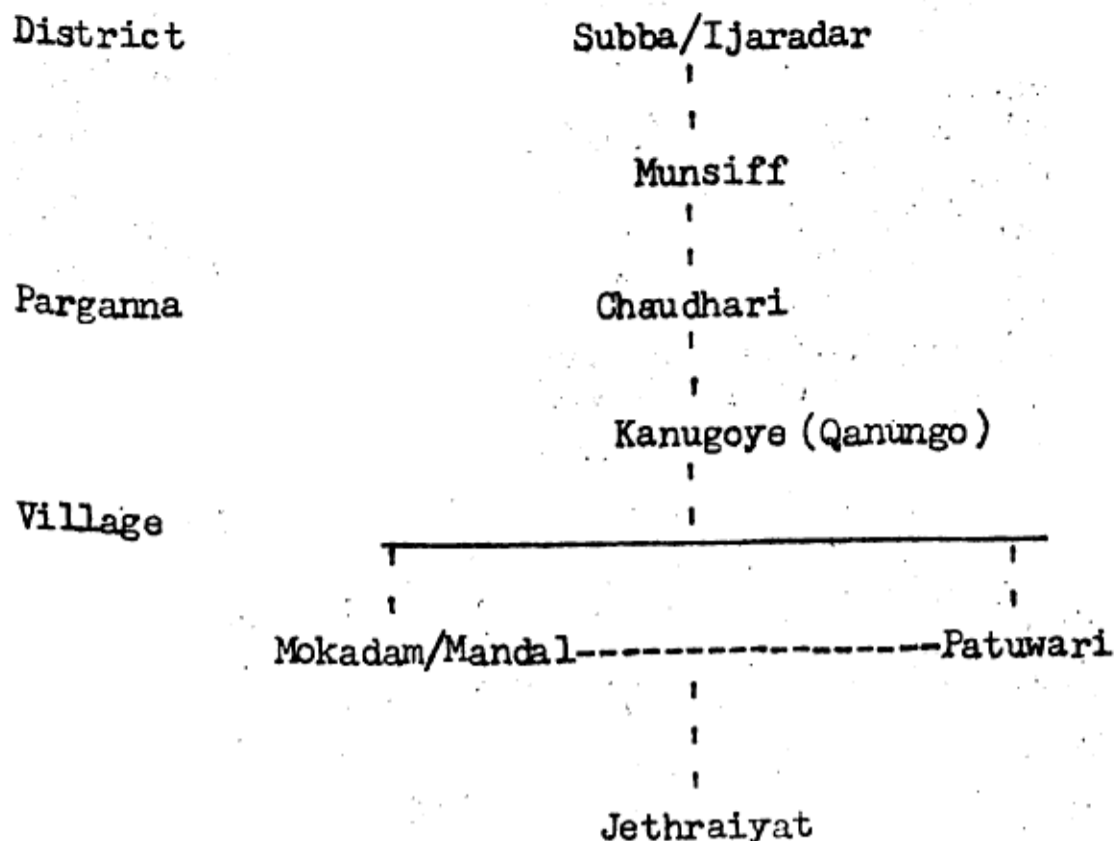 District Subba/Ijaradar
Munsiff
Parganna Chaudhari
Kanugoye (Qanungo)
Village
Mokadam/Mandal-----------------Patuwari
Jethraiyat